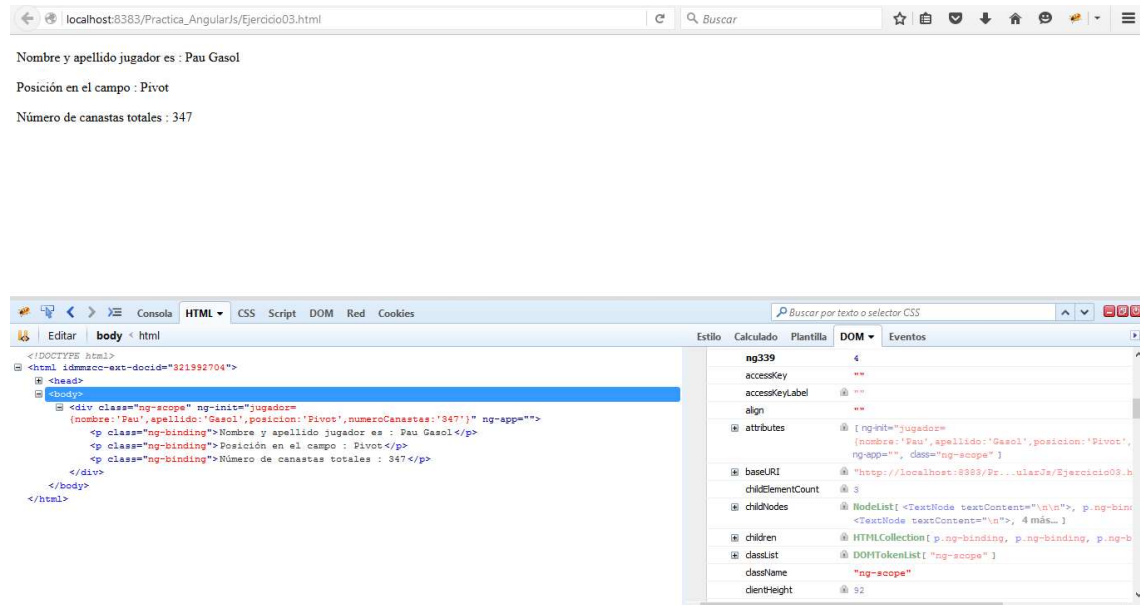 localhost:8383/Practica_AngularJs/Ejercicio03.html
Buscar
Nombre y apellido jugador es : Pau Gasol
Posición en el campo : Pivot
Número de canastas totales : 347
Consola HTML CSS Script DOM Red Cookies
Buscar por texto o selector CSS
Editar body < html
Estilo Calculado Plantilla DOM Eventos
<!DOCTYPE html>
<html idmmzcc-ext-docid="321992704">
<head>
<body>
<div class="ng-scope" ng-init="jugador=
{nombre:'Pau',apellido:'Gasol',posicion:'Pivot',numeroCanastas:'347'}" ng-app="">
<p class="ng-binding">Nombre y apellido jugador es : Pau Gasol</p>
<p class="ng-binding">Posición en el campo : Pivot</p>
<p class="ng-binding">Número de canastas totales : 347</p>
</div>
</body>
</html>
ng339 4
accessKey ""
accessKeyLabel ""
align ""
attributes [ ng-init="jugador=
{nombre:'Pau',apellido:'Gasol',posicion:'Pivot',
ng-app="", class="ng-scope" ]
baseURI "http://localhost:8383/Pr...ularJs/Ejercicio03.h
childElementCount 3
childNodes NodeList[ <TextNode textContent="\n\n">, p.ng-bind
<TextNode textContent="\n">, 4 más... ]
children HTMLCollection[ p.ng-binding, p.ng-binding, p.ng-b
classList DOMTokenList[ "ng-scope" ]
className "ng-scope"
clientHeight 92